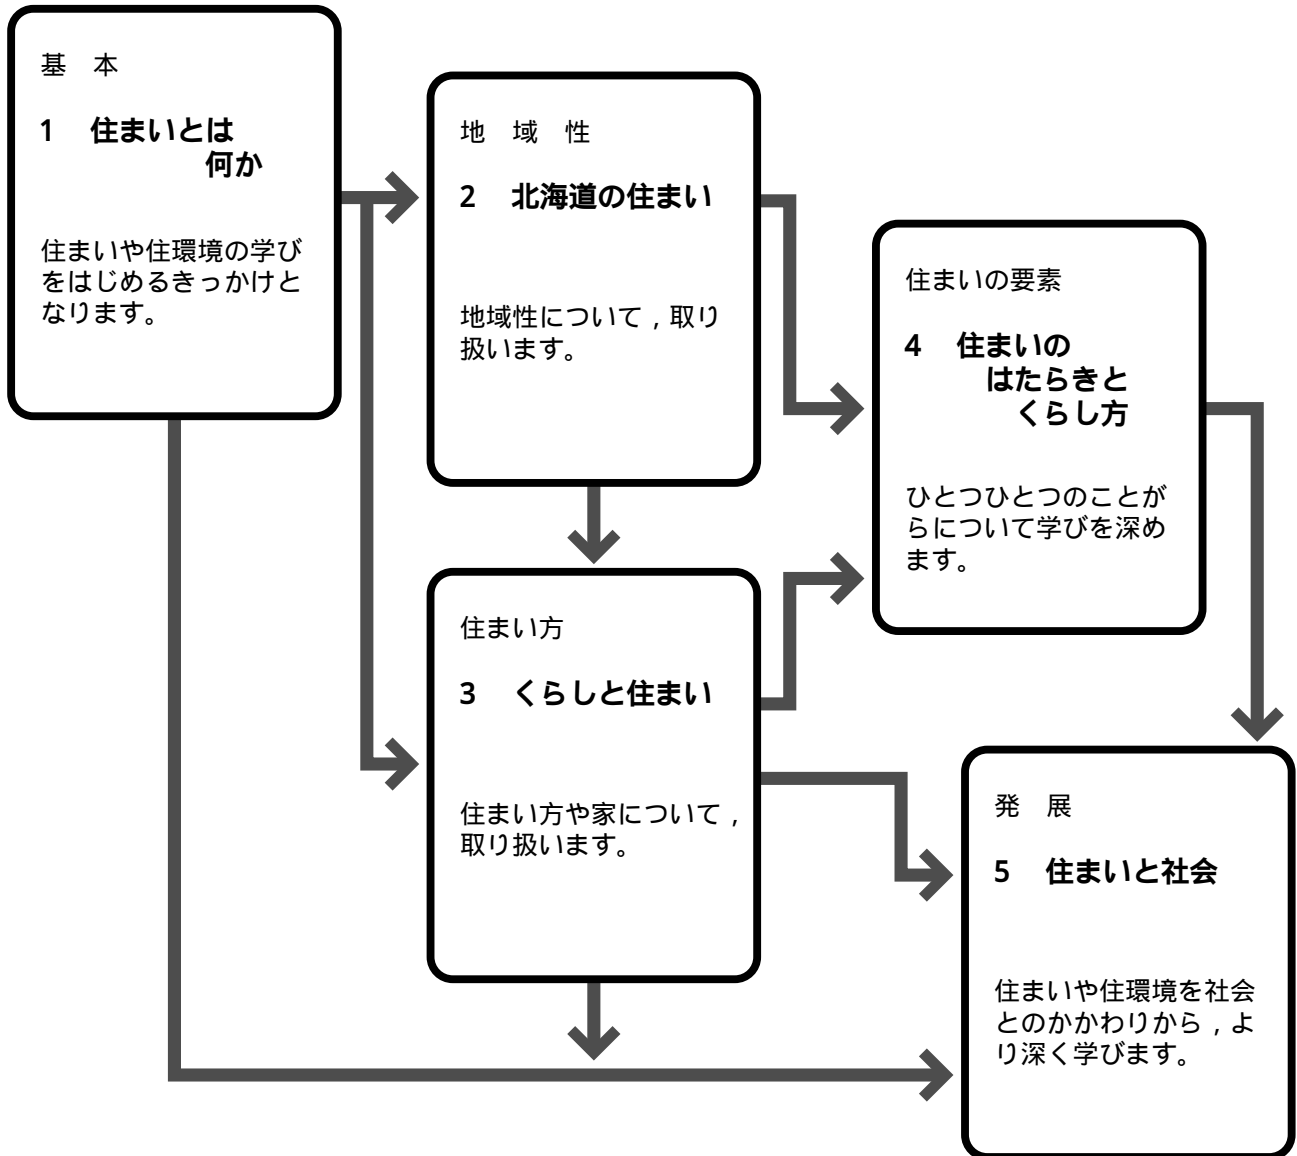 基　本
1　住まいとは
何か
住まいや住環境の学び
をはじめるきっかけと
なります。
地　域　性
2　北海道の住まい
地域性について，取り
扱います。
住まい方
3　くらしと住まい
住まい方や家について，
取り扱います。
住まいの要素
4　住まいの
はたらきと
くらし方
ひとつひとつのことが
らについて学びを深め
ます。
発　展
5　住まいと社会
住まいや住環境を社会
とのかかわりから，よ
り深く学びます。